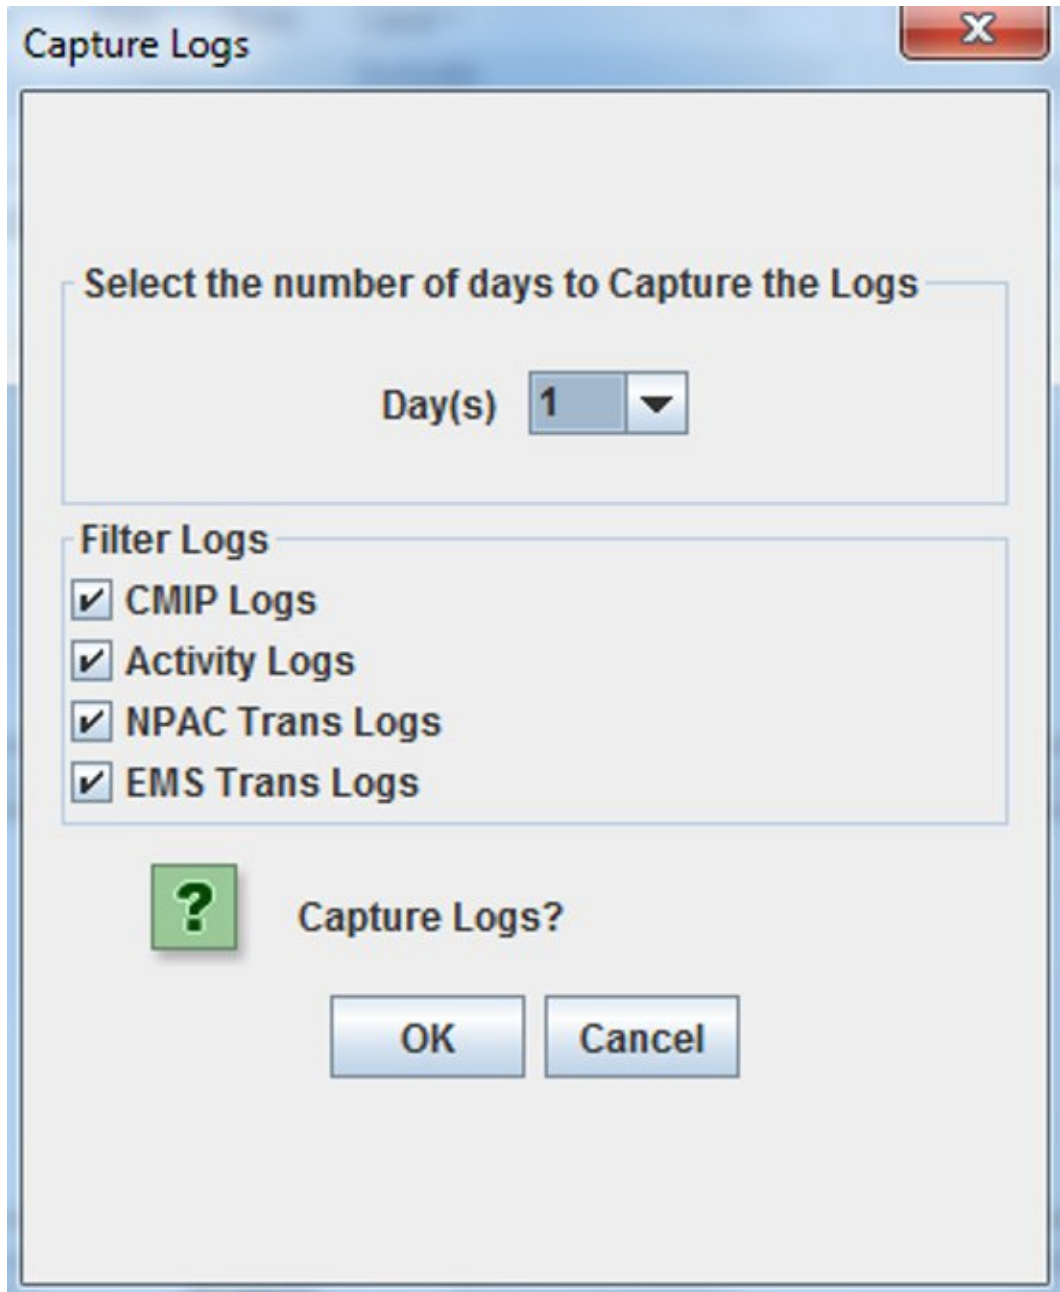 Capture Logs
Select the number of days to Capture the Logs
Day(s) 1
Filter Logs
CMIP Logs
Activity Logs
NPAC Trans Logs
EMS Trans Logs
? Capture Logs?
OK Cancel